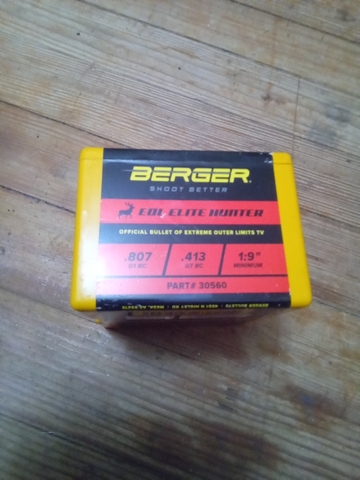 BERGER
SHOOT BETTER
EOL ELITE HUNTER
OFFICIAL BULLET OF EXTREME OUTER LIMITS TV
.807 .413 1:9"
G1 BC G7 BC MINIMUM
PART# 30560